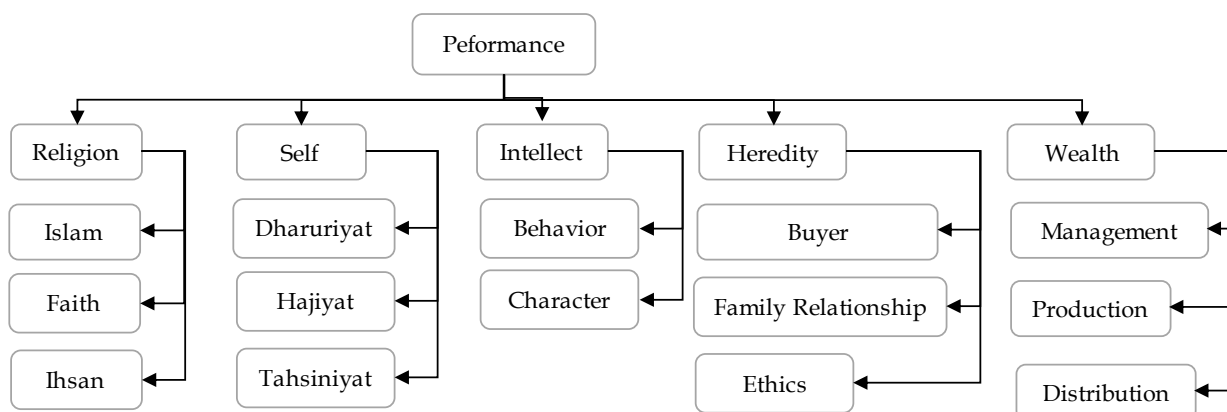 Peformance
Religion
Self
Intellect
Heredity
Wealth
Islam
Dharuriyat
Behavior
Buyer
Management
Faith
Hajiyat
Character
Family Relationship
Production
Ihsan
Tahsiniyat
Ethics
Distribution